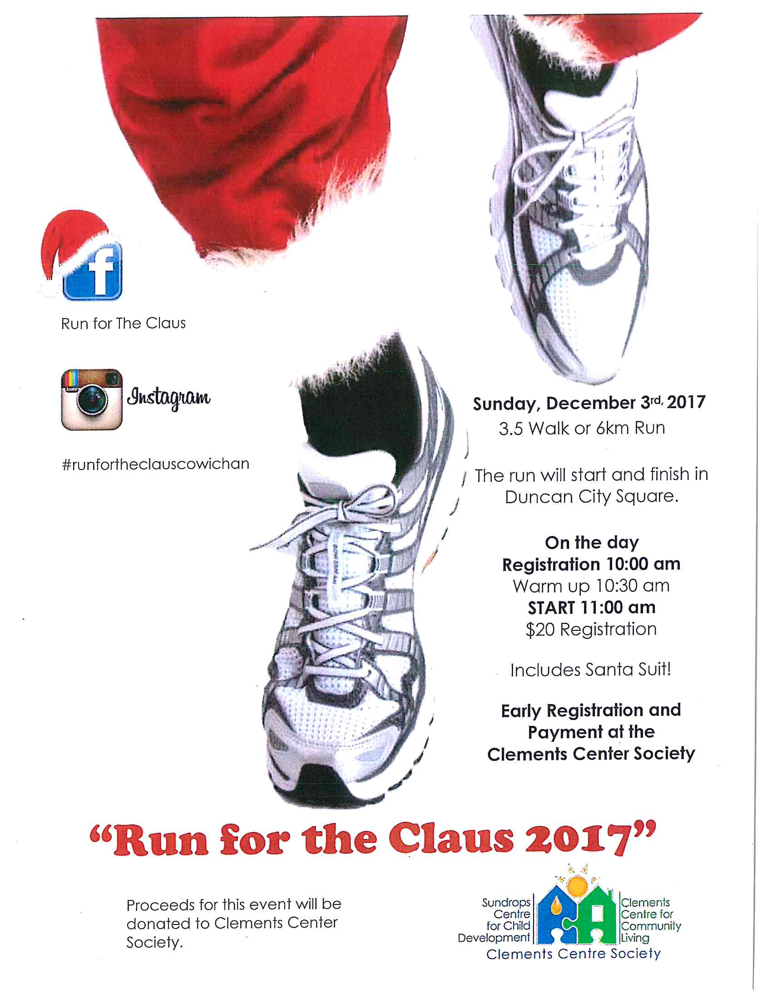 f
Run for The Claus
Insta
Instagram
#runfortheclauscowichan
Sunday, December 3rd, 2017
3.5 Walk or 6km Run
The run will start and finish in
Duncan City Square.
On the day
Registration 10:00 am
Warm up 10:30 am
START 11:00 am
$20 Registration
Includes Santa Suit!
Early Registration and
Payment at the
Clements Center Society
“Run for the Claus 2017”
Proceeds for this event will be
donated to Clements Center
Society.
Sundrops
Centre
for Child
Development
Clements
Centre for
Community
Living
Clements Centre Society